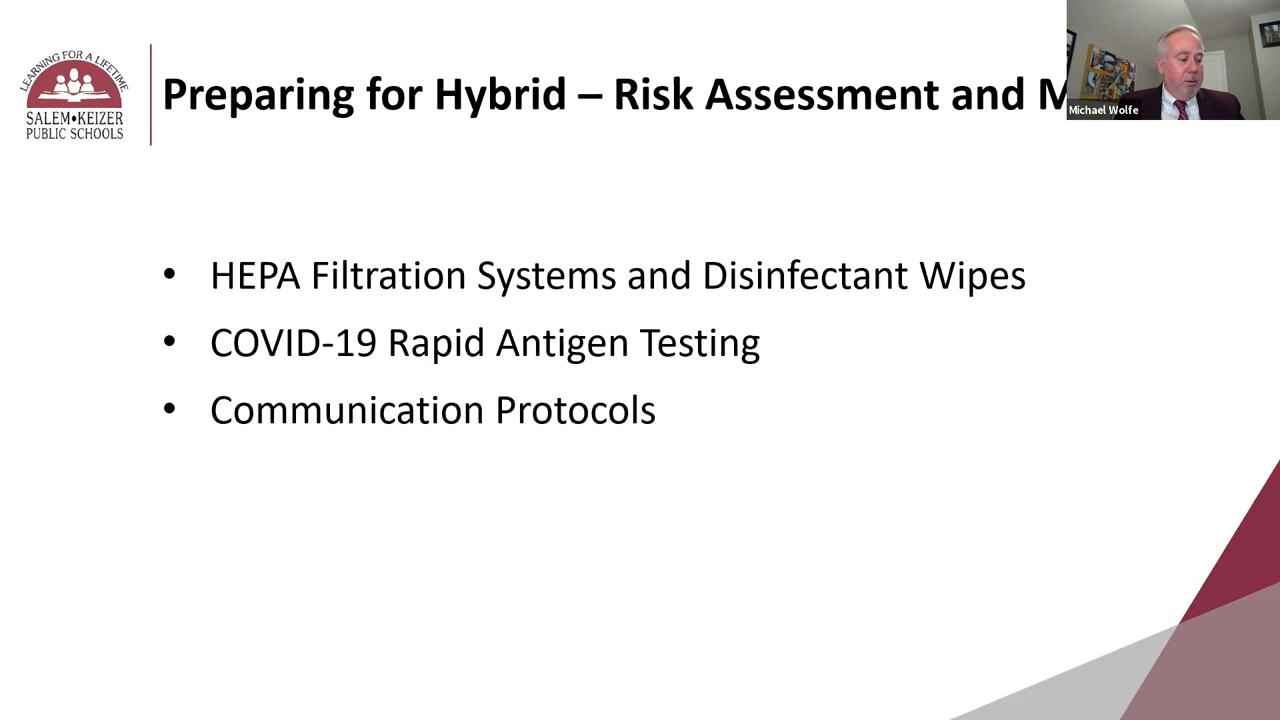 LEARNING FOR A LIFETIME
SALEM•KEIZER
PUBLIC SCHOOLS
Preparing for Hybrid – Risk Assessment and M
Michael Wolfe
• HEPA Filtration Systems and Disinfectant Wipes
• COVID-19 Rapid Antigen Testing
• Communication Protocols